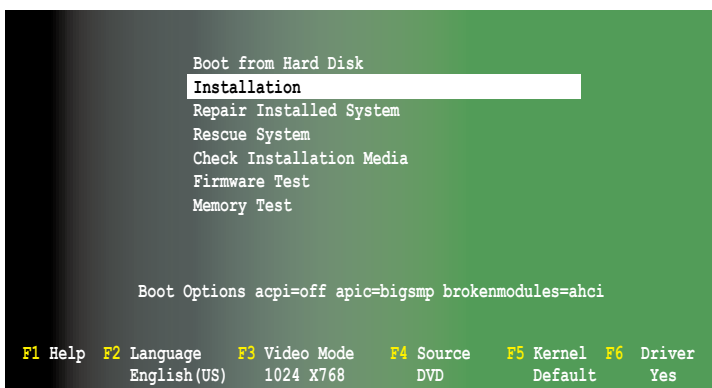 Boot from Hard Disk
Installation
Repair Installed System
Rescue System
Check Installation Media
Firmware Test
Memory Test
Boot Options acpi=off apic=bigsmp brokenmodules=ahci
F1 Help F2 Language F3 Video Mode F4 Source F5 Kernel F6 Driver
English(US) 1024 X768 DVD Default Yes